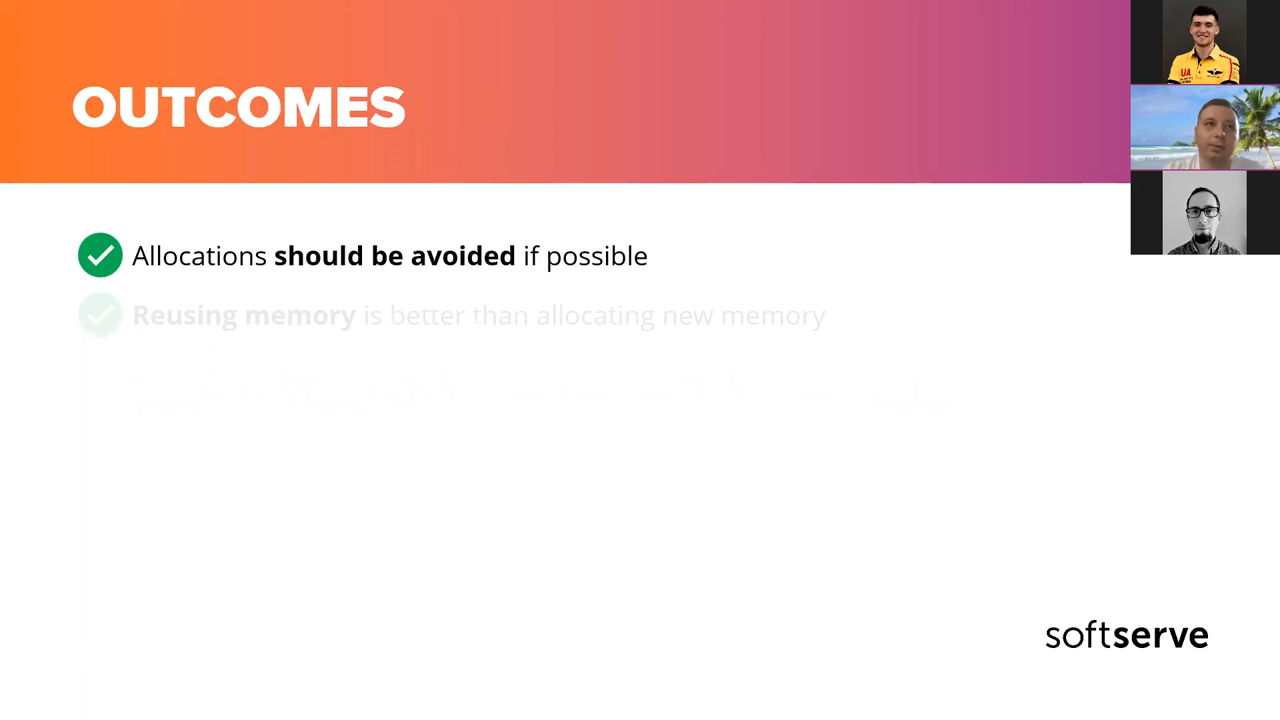 OUTCOMES
Allocations should be avoided if possible
Reusing memory is better than allocating new memory
UA
softserve